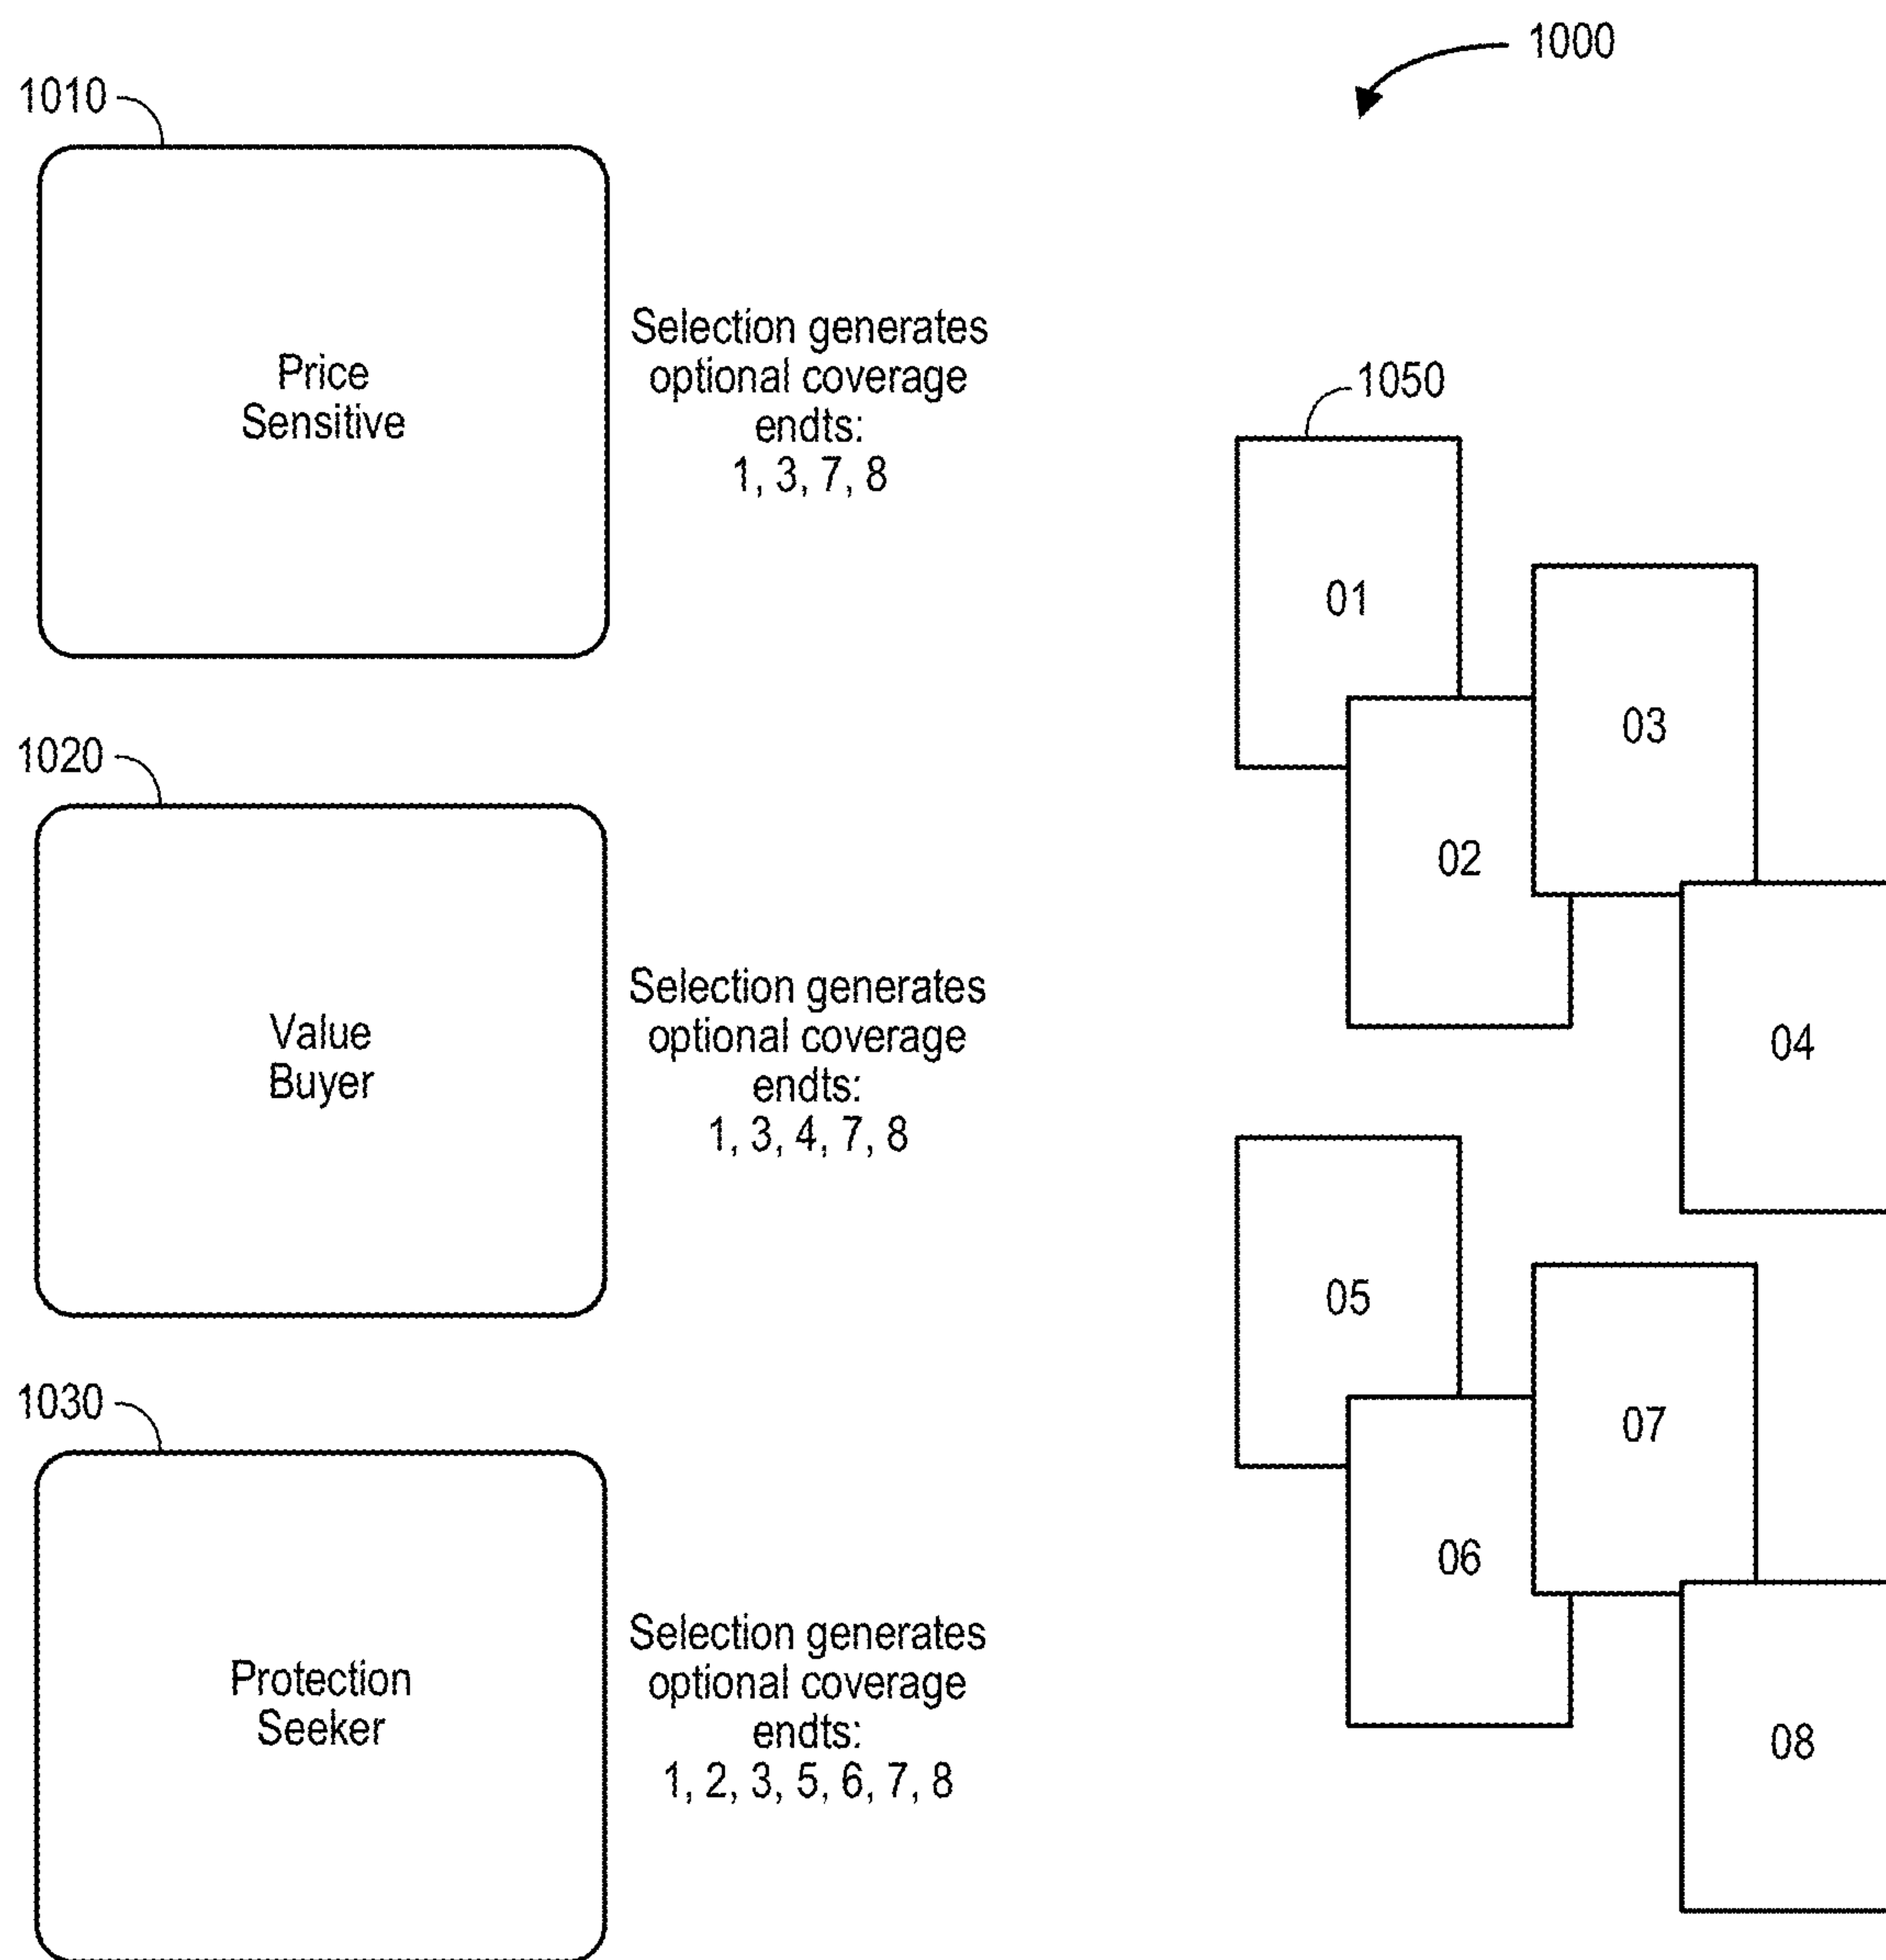 1000
1010
Price
Sensitive
Selection generates
optional coverage
endts:
1, 3, 7, 8
1020
Value
Buyer
Selection generates
optional coverage
endts:
1, 3, 4, 7, 8
1030
Protection
Seeker
Selection generates
optional coverage
endts:
1, 2, 3, 5, 6, 7, 8
1050
01
03
02
04
05
07
06
08